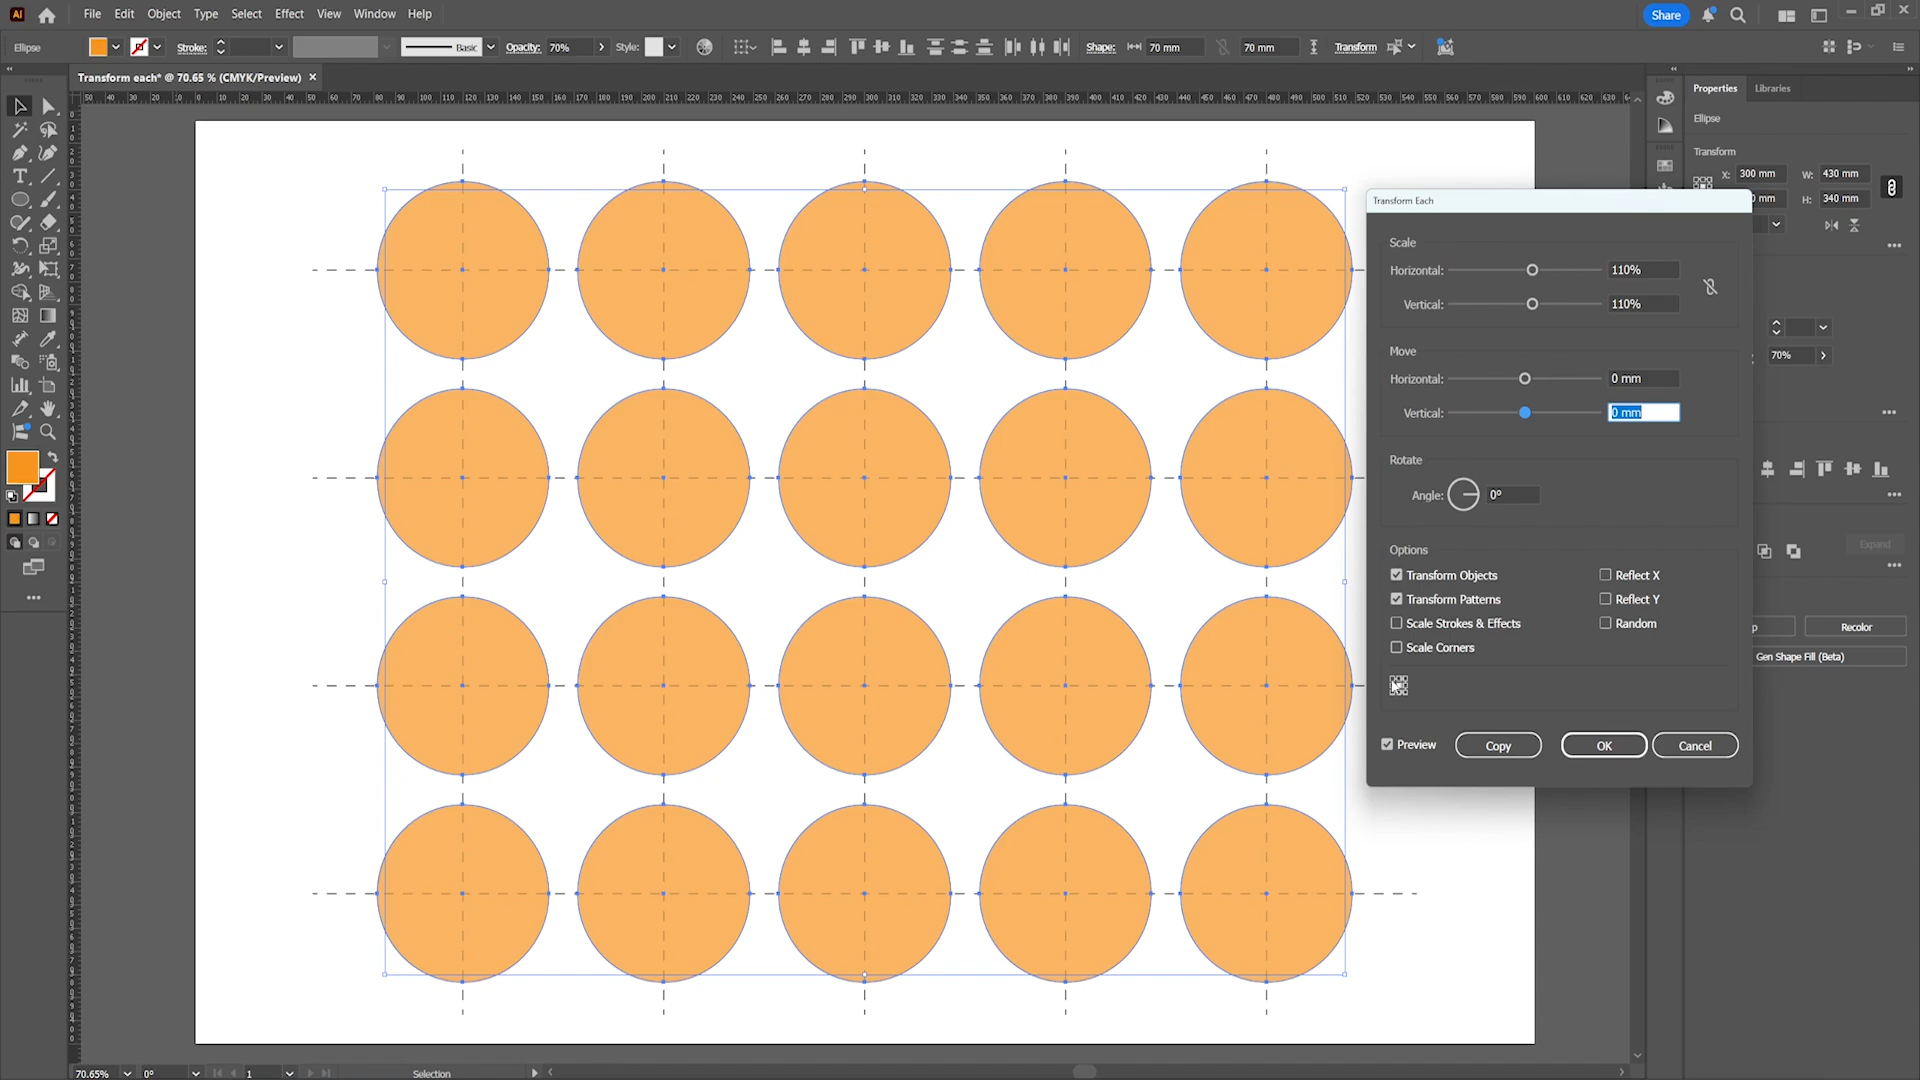 Ai File Edit Object Type Select Effect View Window Help Share
Ellipse Stroke: Basic Opacity: 70% Style: Shape: 70 mm 70 mm Transform
Transform each* @ 70.65 % (CMYK/Preview)
Properties Libraries
Ellipse
Transform
X: 300 mm W: 430 mm
0 mm H: 340 mm
Transform Each
Scale
Horizontal: 110%
Vertical: 110%
Move
Horizontal: 0 mm
Vertical: 0 mm
70%
Rotate
Angle: 0°
Expand
Options
Transform Objects Reflect X
Transform Patterns Reflect Y
Scale Strokes & Effects Random
Scale Corners
p Recolor
Gen Shape Fill (Beta)
Preview Copy OK Cancel
70.65% 0° 1 Selection